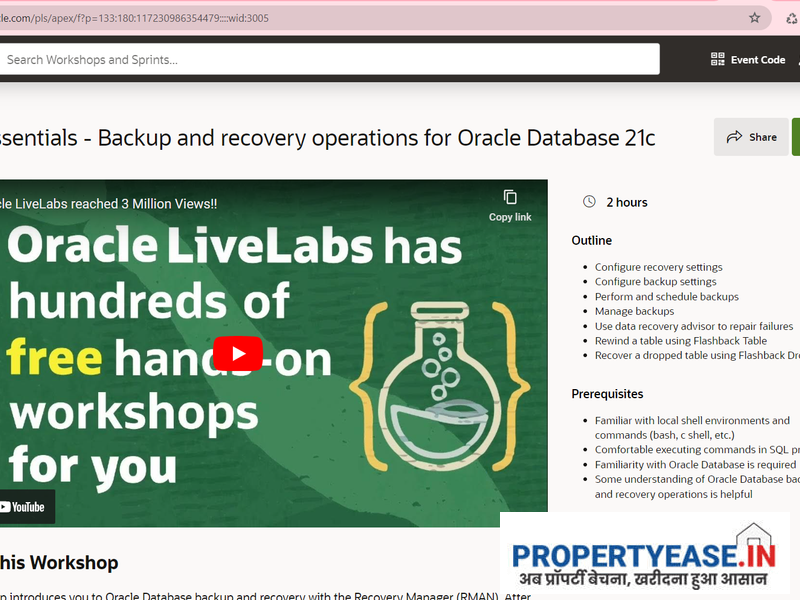 cle.com/pls/apex/f?p=133:180:117230986354479::::wid:3005
Search Workshops and Sprints...
Event Code
ssentials - Backup and recovery operations for Oracle Database 21c
Share
cle LiveLabs reached 3 Million Views!!
Copy link
Oracle LiveLabs has
hundreds of
free hands-on
workshops
for you
YouTube
2 hours
Outline
Configure recovery settings
Configure backup settings
Perform and schedule backups
Manage backups
Use data recovery advisor to repair failures
Rewind a table using Flashback Table
Recover a dropped table using Flashback Dro
Prerequisites
Familiar with local shell environments and
commands (bash, c shell, etc.)
Comfortable executing commands in SQL pr
Familiarity with Oracle Database is required
Some understanding of Oracle Database bac
and recovery operations is helpful
his Workshop
p introduces you to Oracle Database backup and recovery with the Recovery Manager (RMAN). After
PROPERTYEASE.IN
अब प्रॉपर्टी बेचना, खरीदना हुआ आसान